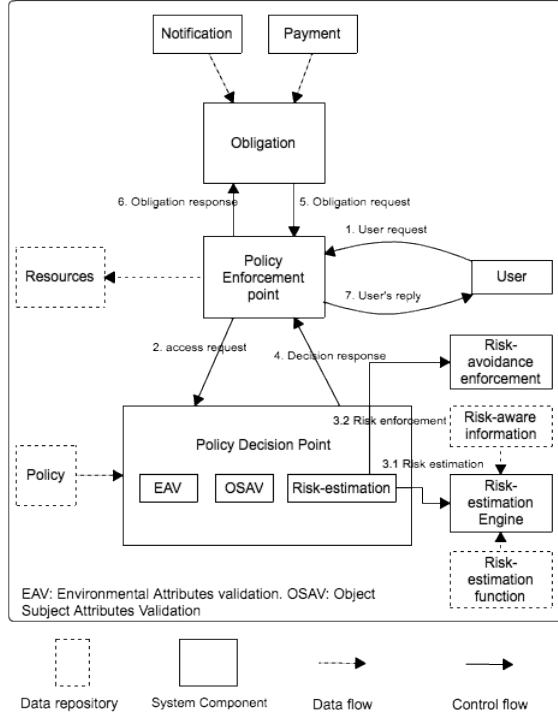 Notification
Payment
Obligation
6. Obligation response
5. Obligation request
1. User request
Resources
Policy
Enforcement
point
User
7. User's reply
2. access request
4. Decision response
Risk-
avoidance
enforcement
3.2 Risk enforcement
Risk-aware
information
Policy Decision Point
3.1 Risk estimation
Policy
EAV
OSAV
Risk-estimation
Risk-
estimation
Engine
Risk-
estimation
function
EAV: Environmental Attributes validation. OSAV: Object
Subject Attributes Validation
Data repository
System Component
Data flow
Control flow